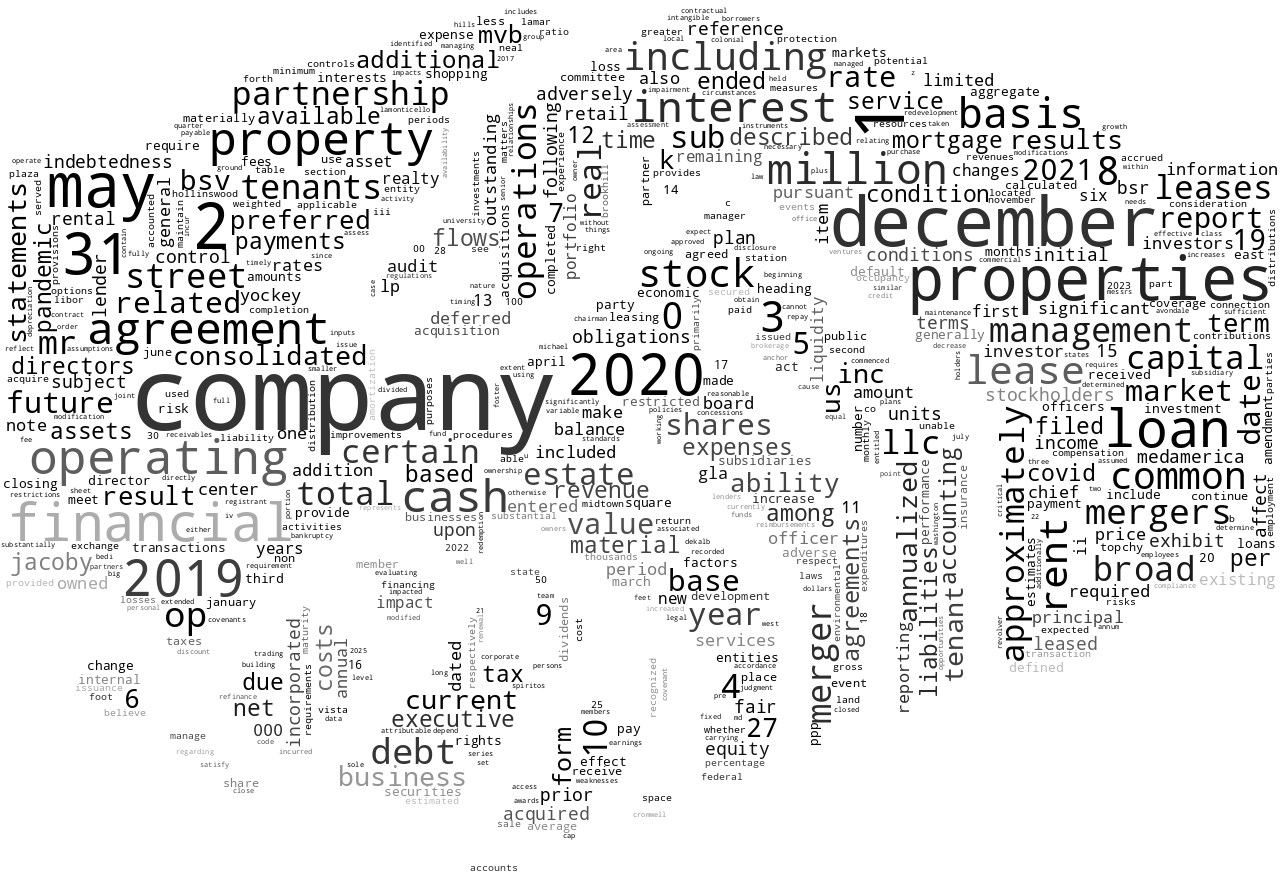 contractual
includes intangible borrowers
hills less lamar greater reference protection
identified expense mvb neal ratio local colonial
managing group area including markets
controls additional 2017 loss managed potential
minimum interests impacts shopping committee also ended held rate z limited
forth partnership adversely impairment measures aggregate
materially available lamonticello periods retail interest circumstances service redevelopment basis
quarter property time assessment sub instruments described 1 resources taken growth
require payable operations following 12 real necessary mortgage results
operate indebtedness fees use asset outstanding matters relationships k remaining million purchase revenues accrued within information
plaza may ground table section realty partner provides law plus changes 2021 8 leases
served bsv tenants entity investments 14 pursuant condition calculated six bsr needs
rental hollinswood weighted applicable activity experience brookhill c events december november located consideration report
statements general 2 preferred iii university 7 owner manager office item effective class 19
31 accounted maintain incur payments assess flows senior without things plan expect disclosure conditions months initial investors increases east
pandemic provisions control since 00 28 see acquisitions portfolio right agreed approved station ventures commercial distributions
lender street timely rates audit regulations completed stock ongoing heading beginning default occupancy properties 2023 messrs part
options libor related amounts case lp nature 13 100 economic secured obtain cannot similar credit significant coverage connection
depreciation contract yockey timing party leasing 0 paid 3 repay liquidity maintenance first avondale sufficient
mr order agreement completion deferred chairman obligations primarily issued 5 public terms generally management term contributions
reflect assumptions june inputs issue acquisition michael brokerage second decrease
directors consolidated smaller april extent 17 anchor act commenced investor states 15 capital
acquire subject joint used divided amortization using 2020 made reasonable cause inc holders lease requires received subsidiary
future modification risk full company foster significantly restricted board equal us plans amount stockholders determined market parties
note fee assets 30 receivables liability one distribution purposes variable make policies concessions co units officers investment date amendment
operating improvements fund procedures balance working shares number monthly llc unable filed compensation
closing directly addition certain able u standards expenses entitled july three income medamerica
restrictions sheet director based ownership included subsidiaries point approximately assumed loan
result center total cash otherwise estate gla ability covid common
meet registrant portion provide entered midtown square increase among 11 critical chief two include continue affect
financial iv businesses substantial revenue lenders annualized performance payment mergers b employment
either activities represents upon redemption owners value return currently officer accounting insurance 22 price determine
substantially exchange bankruptcy 2022 material associated funds reimbursements tenant rent ii topchy exhibit loans
jacoby bedi transactions non years member well thousands dekalb recorded adverse agreements liabilities washington estimates employees 20 per
provided owned partners big requirement third financing evaluating state period factors respect expenditures additionally broad compliance existing
2019 impact impacted 50 march base laws environmental required risks
losses personal extended january modified 21 team feet new development dollars opportunities
op covenants renewal 9 dividends increased year 18 revolver principal
taxes maturity respectively cost legal west reporting expected annum leased
discount incorporated costs annual trading 2025 corporate services merger transaction
change building 16 long dated persons entities accordance defined
internal due level tax spiritos recognized covenant 4 place gross
issuance foot 6 refinance requirements current 25 pre judgment event
believe net vista data executive members fair land
000 attributable depend 10 pay fixed md 27 closed
manage code incurred debt rights form earnings whether carrying ppp
regarding satisfy sole series set effect equity
business receive percentage
share close securities access weaknesses federal
estimated awards prior space
acquired cromwell
sale average
cap
accounts